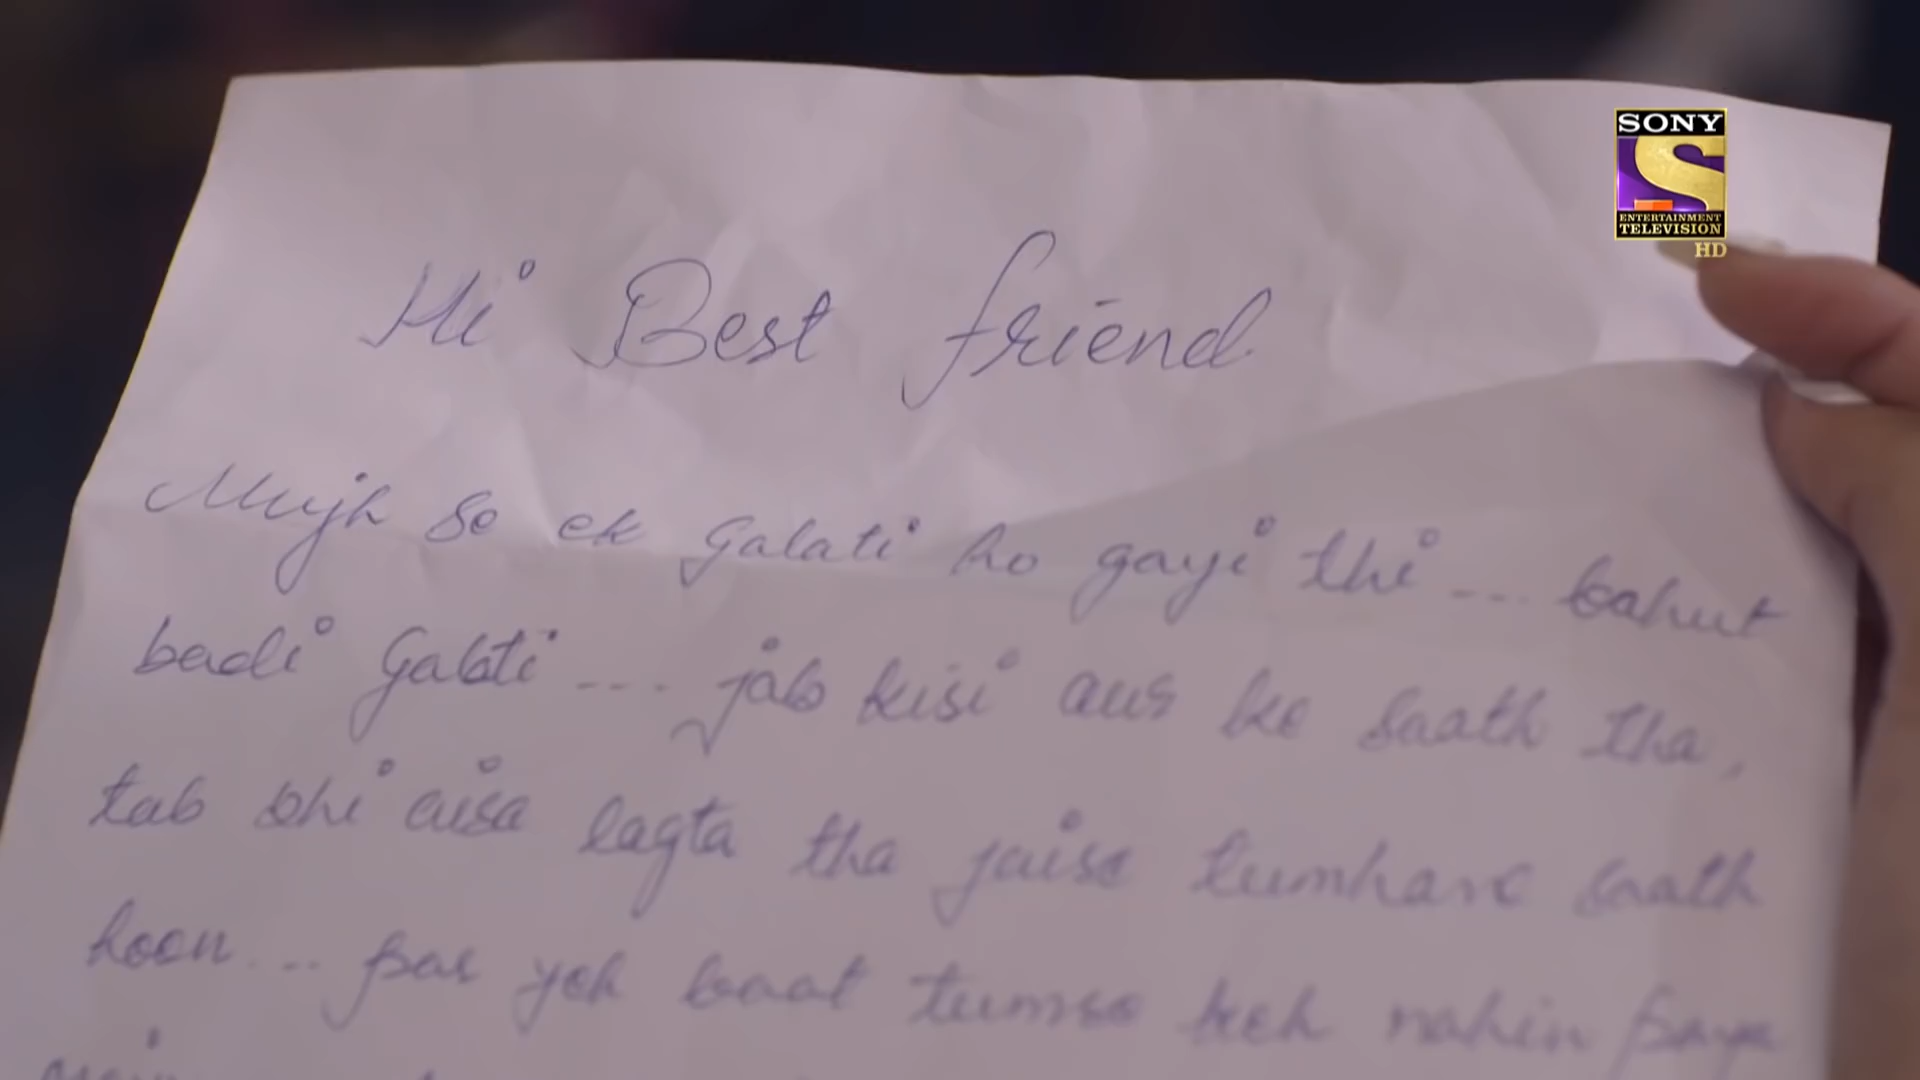 SONY
ENTERTAINMENT
TELEVISION
HD
Hi Best friend
Mujh se ek Galati ho gayi thi ... bahut
badi Galati .... jab kisi aur ke saath tha,
tab bhi aisa lagta tha jaise tumhare saath
hoon ... par yeh baat tumse keh nahin paya